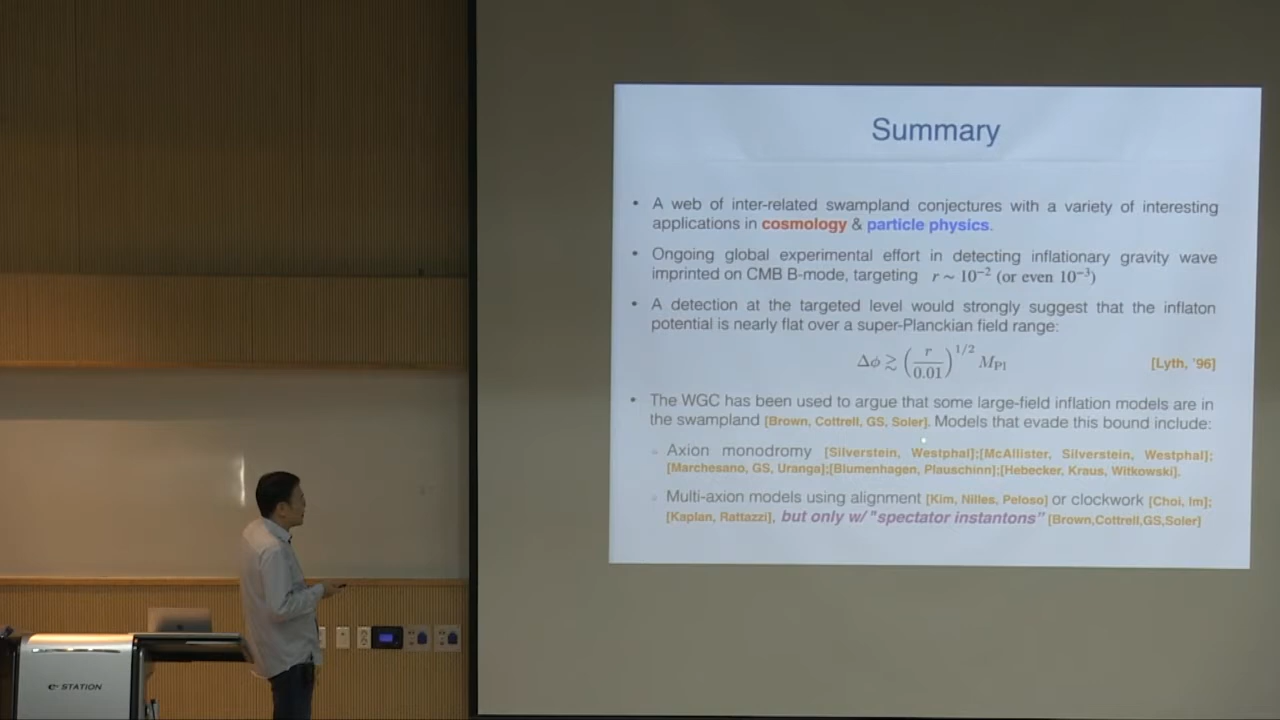 Summary
• A web of inter-related swampland conjectures with a variety of interesting
applications in cosmology & particle physics.
• Ongoing global experimental effort in detecting inflationary gravity wave
imprinted on CMB B-mode, targeting r ~ 10⁻² (or even 10⁻³)
• A detection at the targeted level would strongly suggest that the inflaton
potential is nearly flat over a super-Planckian field range:
Δϕ ≳ (r/0.01)^1/2 M_Pl [Lyth, '96]
• The WGC has been used to argue that some large-field inflation models are in
the swampland [Brown, Cottrell, GS, Soler]. Models that evade this bound include:
Axion monodromy [Silverstein, Westphal];[McAllister, Silverstein, Westphal];
[Marchesano, GS, Uranga];[Blumenhagen, Plauschinn];[Hebecker, Kraus, Witkowski].
Multi-axion models using alignment [Kim, Nilles, Peloso] or clockwork [Choi, Im];
[Kaplan, Rattazzi], but only w/ "spectator instantons" [Brown,Cottrell,GS,Soler]
e-STATION